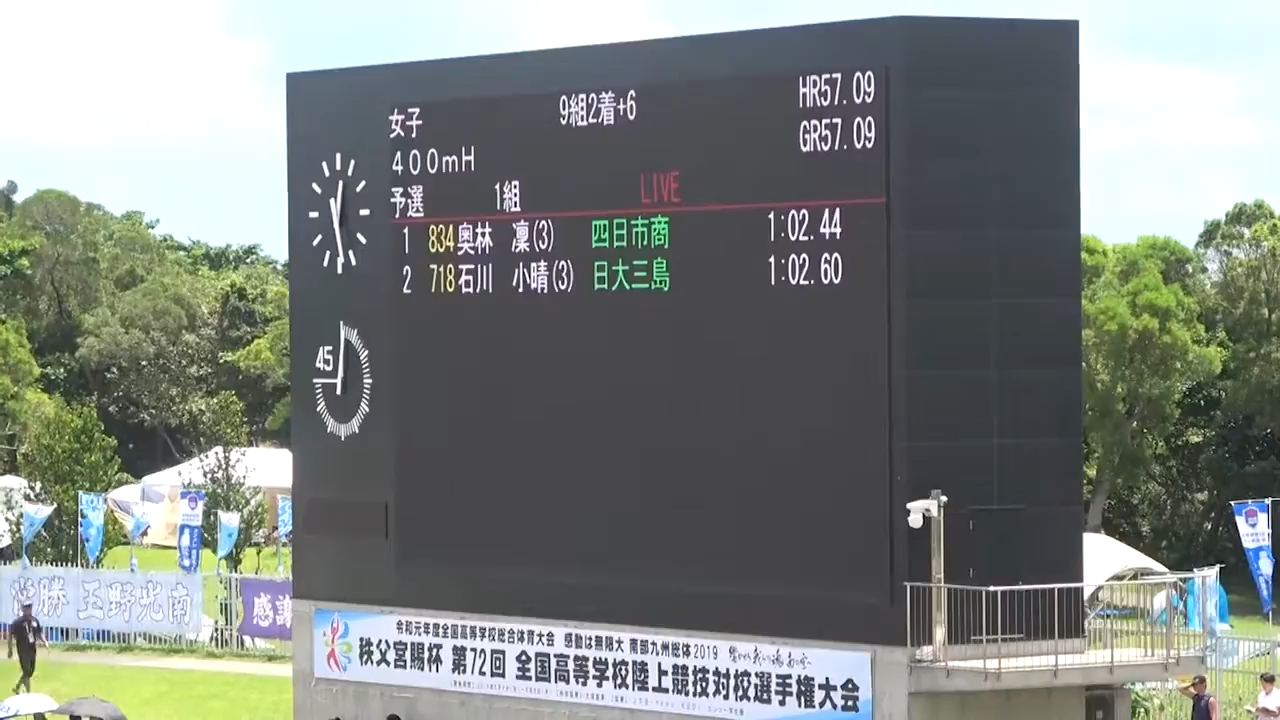 女子 9組2着+6 HR57.09
GR57.09
400mH
予選 1組 LIVE
1 834 奥林 凜(3) 四日市商 1:02.44
2 718 石川 小晴(3) 日大三島 1:02.60
45
令和元年度全国高等学校総合体育大会 感動は無限大 南部九州総体 2019
秩父宮賜杯 第72回 全国高等学校陸上競技対校選手権大会
必勝 玉野光南
感謝